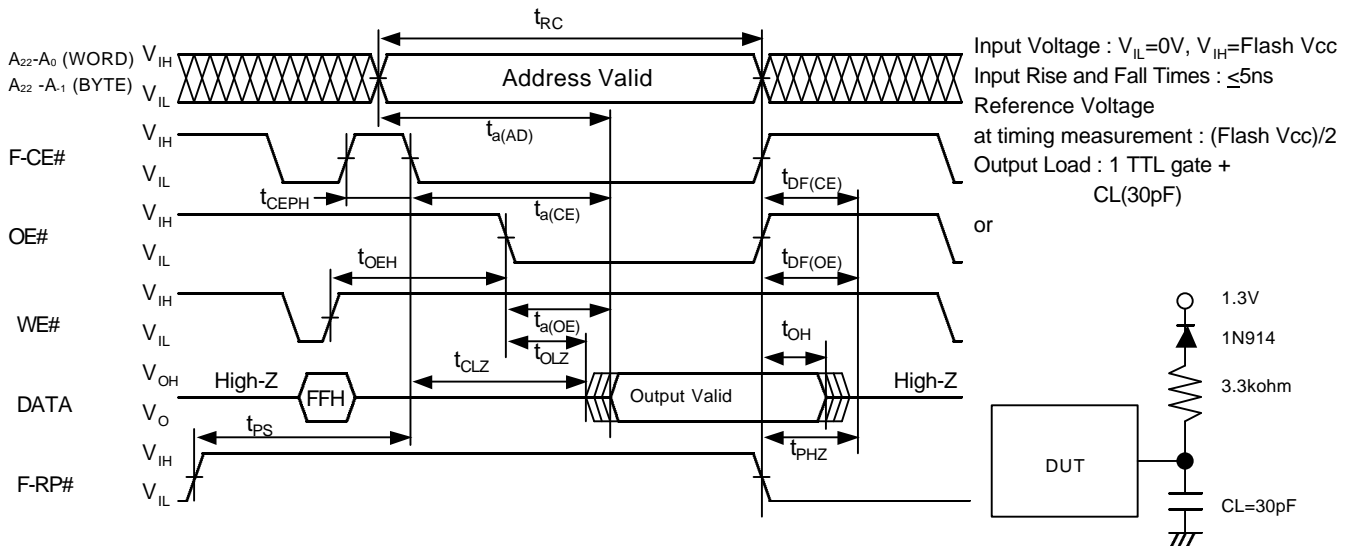 tRC
A22-A0 (WORD) VIH
A22 -A-1 (BYTE) VIL
Address Valid
Input Voltage : VIL=0V, VIH=Flash Vcc
Input Rise and Fall Times : ≤5ns
Reference Voltage
at timing measurement : (Flash Vcc)/2
Output Load : 1 TTL gate +
CL(30pF)
or
ta(AD)
F-CE#
VIH
VIL
tCEPH
ta(CE)
tDF(CE)
OE#
VIH
VIL
tOEH
tDF(OE)
WE#
VIH
VIL
ta(OE)
tOLZ
tOH
tCLZ
DATA
VOH
VO
High-Z
FFH
Output Valid
High-Z
tPS
tPHZ
F-RP#
VIH
VIL
1.3V
1N914
3.3kohm
DUT
CL=30pF